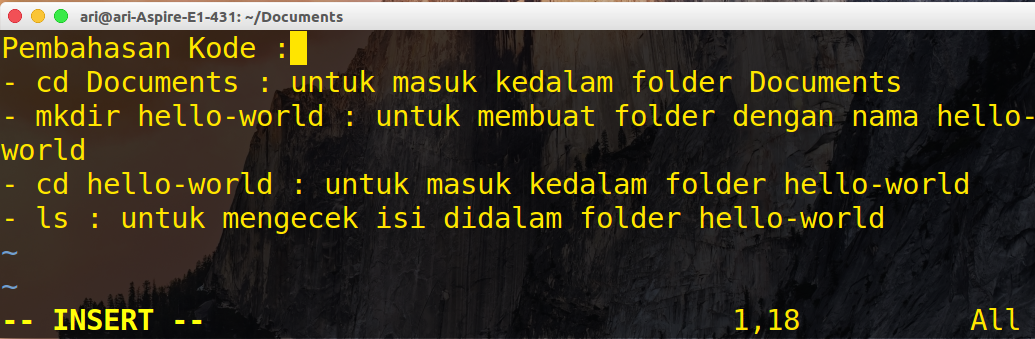 ari@ari-Aspire-E1-431: ~/Documents
Pembahasan Kode :
- cd Documents : untuk masuk kedalam folder Documents
- mkdir hello-world : untuk membuat folder dengan nama hello-
world
- cd hello-world : untuk masuk kedalam folder hello-world
- ls : untuk mengecek isi didalam folder hello-world
~
~
-- INSERT -- 1,18 All